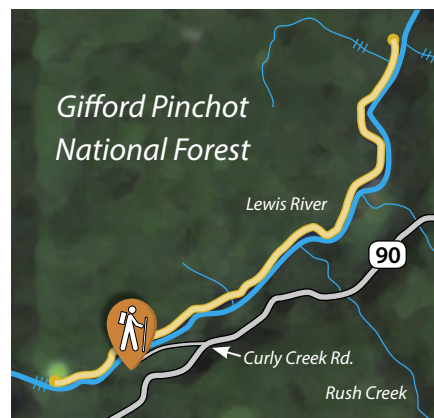 Gifford Pinchot
National Forest
Lewis River
90
Curly Creek Rd.
Rush Creek